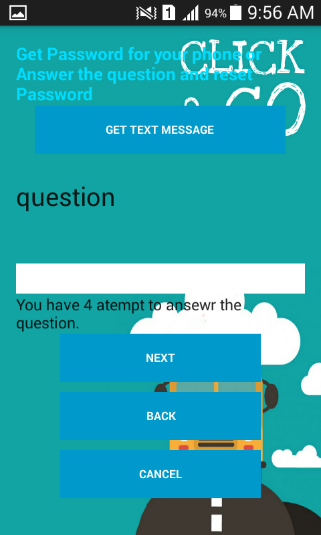 1 94% 9:56 AM
Get Password for your phone or
CLICK
Answer the question and reset
Password
& GO
GET TEXT MESSAGE
question
You have 4 atempt to ansewr the
question.
NEXT
BACK
CANCEL